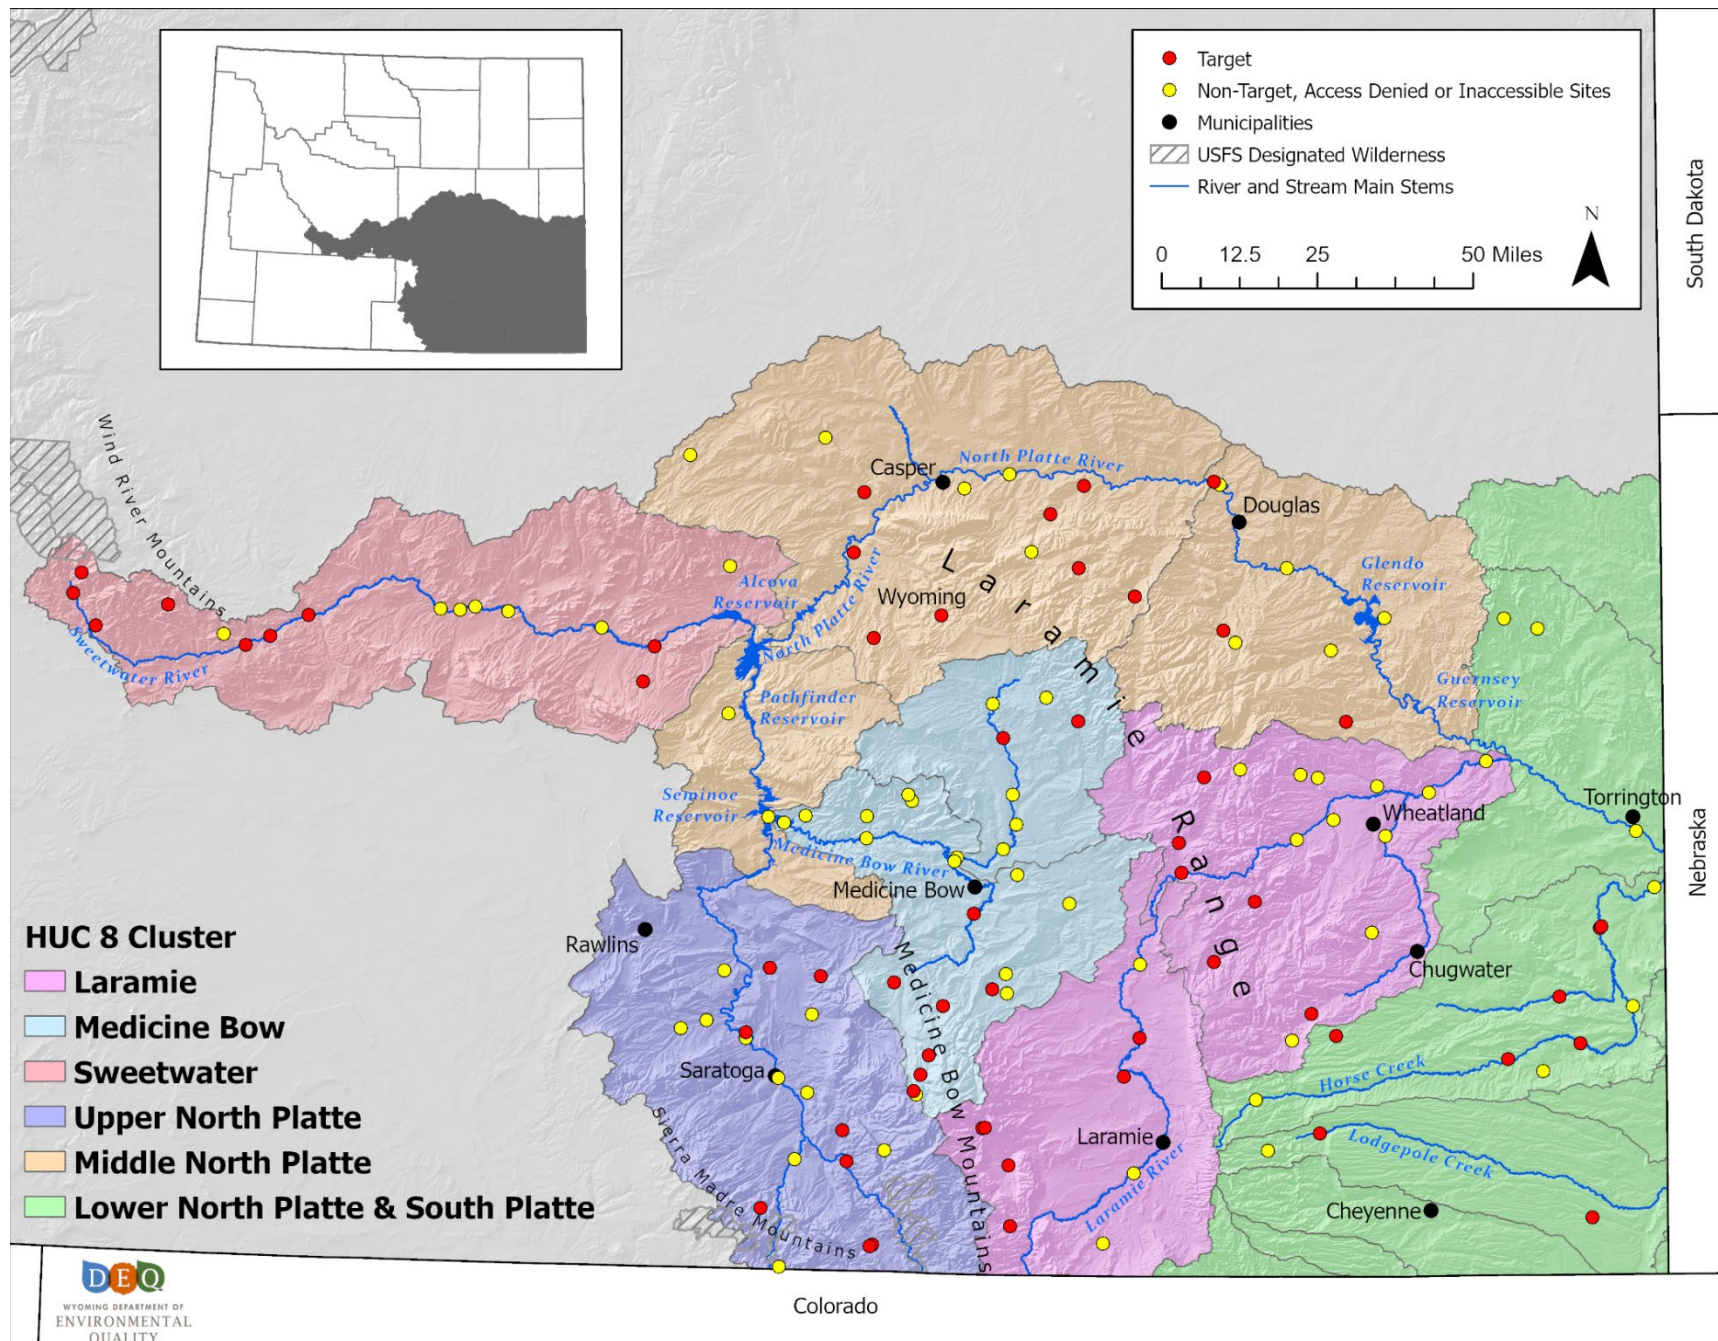 Target
Non-Target, Access Denied or Inaccessible Sites
Municipalities
USFS Designated Wilderness
River and Stream Main Stems
N
0 12.5 25 50 Miles
South Dakota
Nebraska
Colorado
Wind River Mountains
Sweetwater River
Alcova
Reservoir
North Platte River
Casper
North Platte River
Douglas
Glendo
Reservoir
Wyoming
Laramie Range
Pathfinder
Reservoir
Guernsey
Reservoir
Seminoe
Reservoir
Medicine Bow River
Medicine Bow
Wheatland
Torrington
Rawlins
Chugwater
Medicine Bow Mountains
Saratoga
Sierra Madre Mountains
Horse Creek
Laramie
Laramie River
Lodgepole Creek
Cheyenne
HUC 8 Cluster
Laramie
Medicine Bow
Sweetwater
Upper North Platte
Middle North Platte
Lower North Platte & South Platte
DEQ
WYOMING DEPARTMENT OF
ENVIRONMENTAL
QUALITY